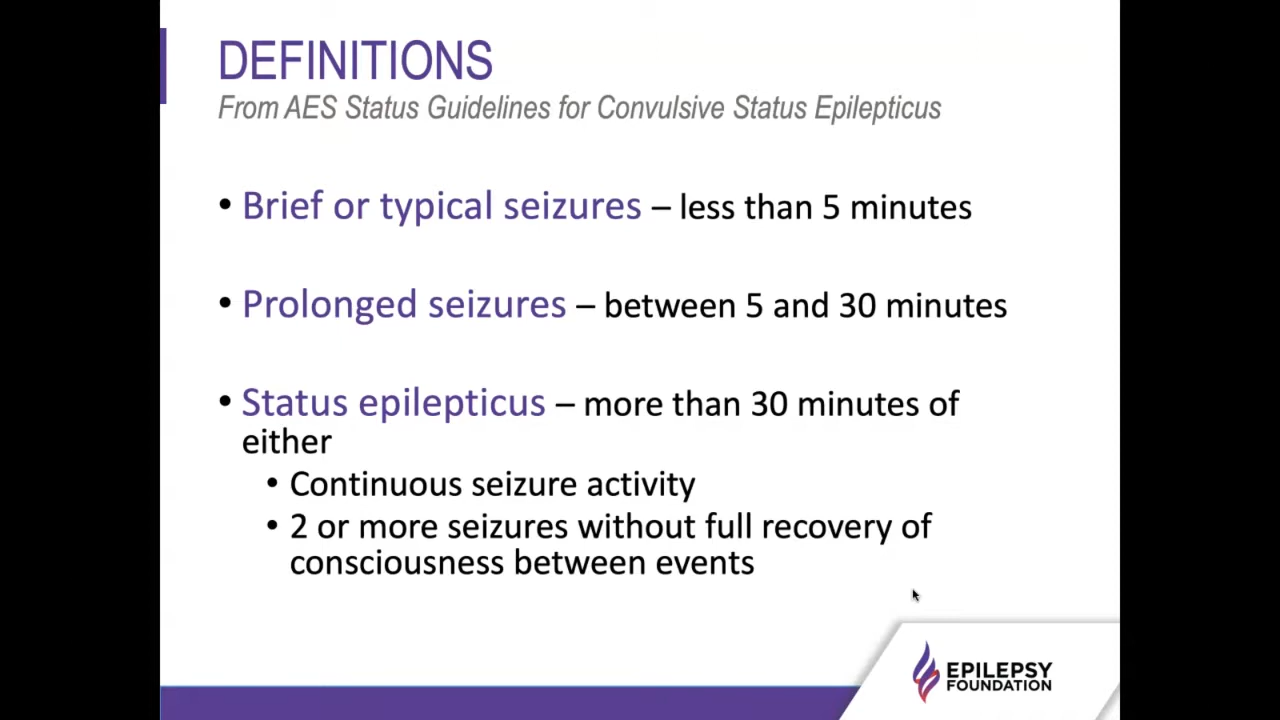 DEFINITIONS
From AES Status Guidelines for Convulsive Status Epilepticus
• Brief or typical seizures – less than 5 minutes
• Prolonged seizures – between 5 and 30 minutes
• Status epilepticus – more than 30 minutes of
either
• Continuous seizure activity
• 2 or more seizures without full recovery of
consciousness between events
EPILEPSY
FOUNDATION